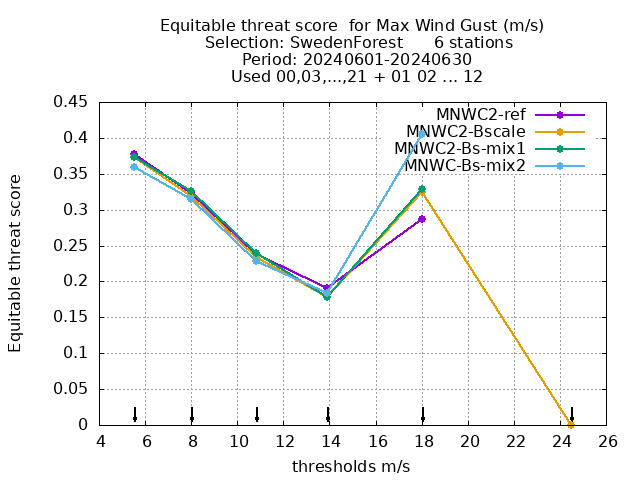 Equitable threat score  for Max Wind Gust (m/s)
Selection: SwedenForest      6 stations
Period: 20240601-20240630
Used 00,03,...,21 + 01 02 ... 12
Equitable threat score
0.45
0.4
0.35
0.3
0.25
0.2
0.15
0.1
0.05
0
MNWC2-ref
MNWC2-Bscale
MNWC2-Bs-mix1
MNWC-Bs-mix2
4 6 8 10 12 14 16 18 20 22 24 26
thresholds m/s